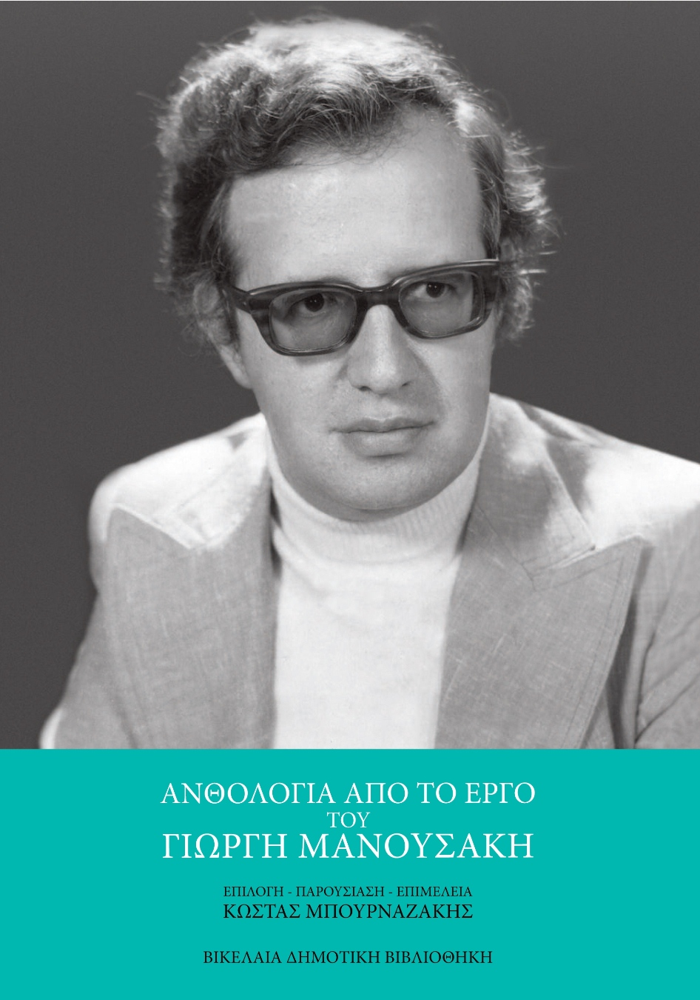 ΑΝΘΟΛΟΓΙΑ ΑΠΟ ΤΟ ΕΡΓΟ
ΤΟΥ
ΓΙΩΡΓΗ ΜΑΝΟΥΣΑΚΗ
ΕΠΙΛΟΓΗ - ΠΑΡΟΥΣΙΑΣΗ - ΕΠΙΜΕΛΕΙΑ
ΚΩΣΤΑΣ ΜΠΟΥΡΝΑΖΑΚΗΣ
ΒΙΚΕΛΑΙΑ ΔΗΜΟΤΙΚΗ ΒΙΒΛΙΟΘΗΚΗ